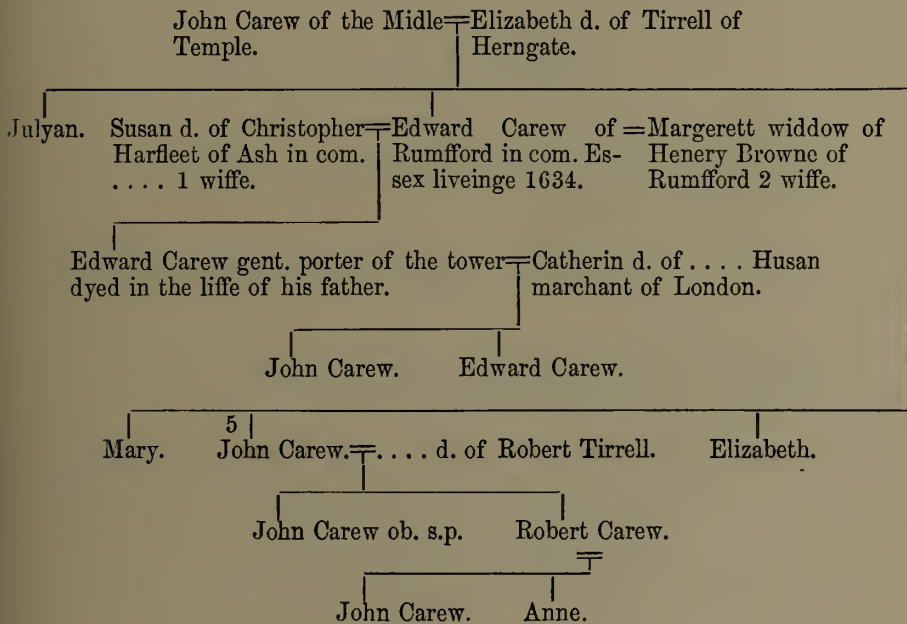 John Carew of the Midle Temple.
Elizabeth d. of Tirrell of Herngate.
Julyan.
Susan d. of Christopher Harfleet of Ash in com. . . . . 1 wiffe.
Edward Carew of Rumfford in com. Essex liveinge 1634.
Margerett widdow of Henery Browne of Rumfford 2 wiffe.
Edward Carew gent. porter of the tower dyed in the liffe of his father.
Catherin d. of . . . . Husan marchant of London.
John Carew. Edward Carew.
5
Mary. John Carew.=. . . . d. of Robert Tirrell. Elizabeth.
John Carew ob. s.p. Robert Carew.
John Carew. Anne.